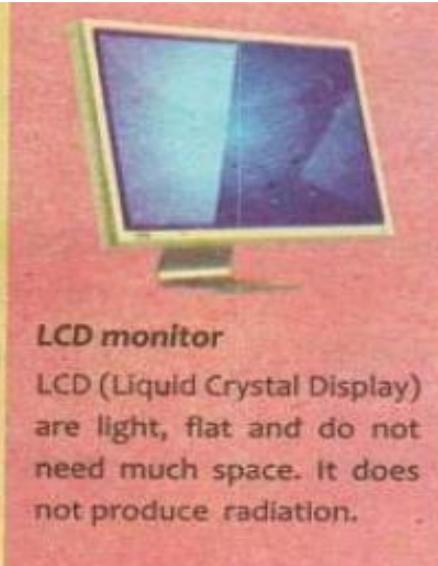 LCD monitor
LCD (Liquid Crystal Display)
are light, flat and do not
need much space. It does
not produce radiation.